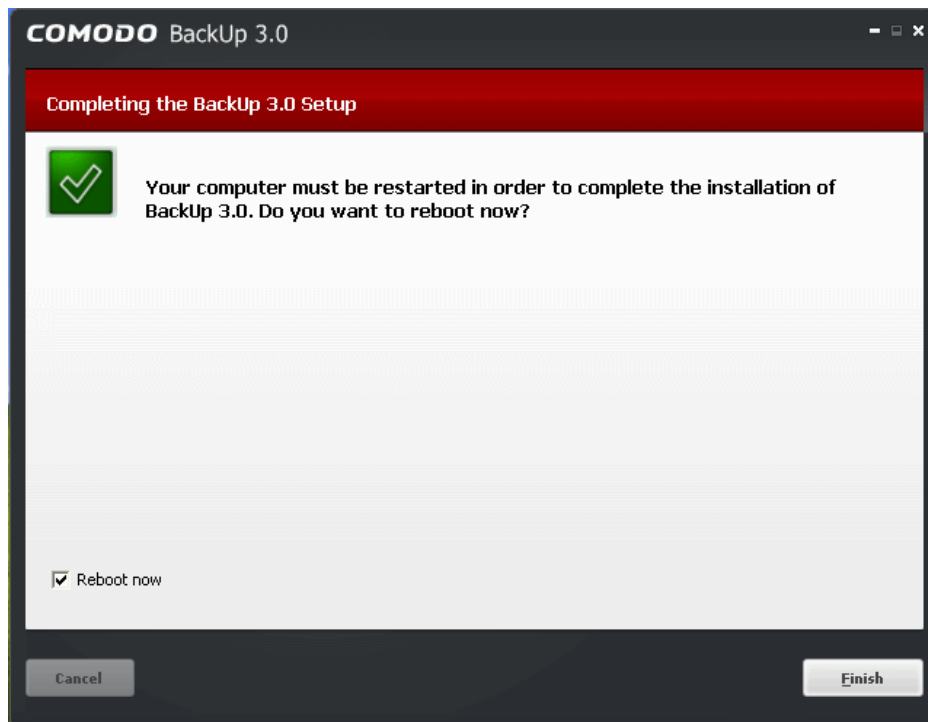 COMODO BackUp 3.0
Completing the BackUp 3.0 Setup
Your computer must be restarted in order to complete the installation of
BackUp 3.0. Do you want to reboot now?
Reboot now
Cancel
Finish